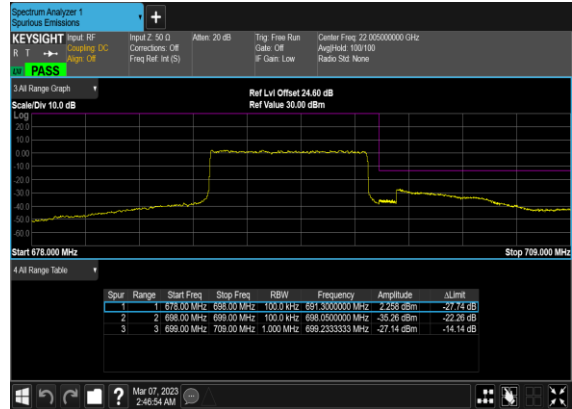 Spectrum Analyzer 1
Spurious Emissions
KEYSIGHT Input: RF
R T Coupling: DC
Align: Off
Input Z: 50 Ω
Corrections: Off
Freq Ref: Int (S)
Atten: 20 dB
Trig: Free Run
Gate: Off
IF Gain: Low
Center Freq: 22.005000000 GHz
Avg|Hold: 100/100
Radio Std: None
PASS
3 All Range Graph
Scale/Div 10.0 dB
Ref Lvl Offset 24.60 dB
Ref Value 30.00 dBm
Log
20.0
10.0
0.00
-10.0
-20.0
-30.0
-40.0
-50.0
-60.0
Start 678.000 MHz
Stop 709.000 MHz
4 All Range Table
Spur Range Start Freq Stop Freq RBW Frequency Amplitude ΔLimit
1 1 678.00 MHz 698.00 MHz 100.0 kHz 691.3000000 MHz 2.258 dBm -27.74 dB
2 2 698.00 MHz 699.00 MHz 100.0 kHz 698.0500000 MHz -35.26 dBm -22.26 dB
3 3 699.00 MHz 709.00 MHz 1.000 MHz 699.2333333 MHz -27.14 dBm -14.14 dB
?
Mar 07, 2023
2:46:54 AM